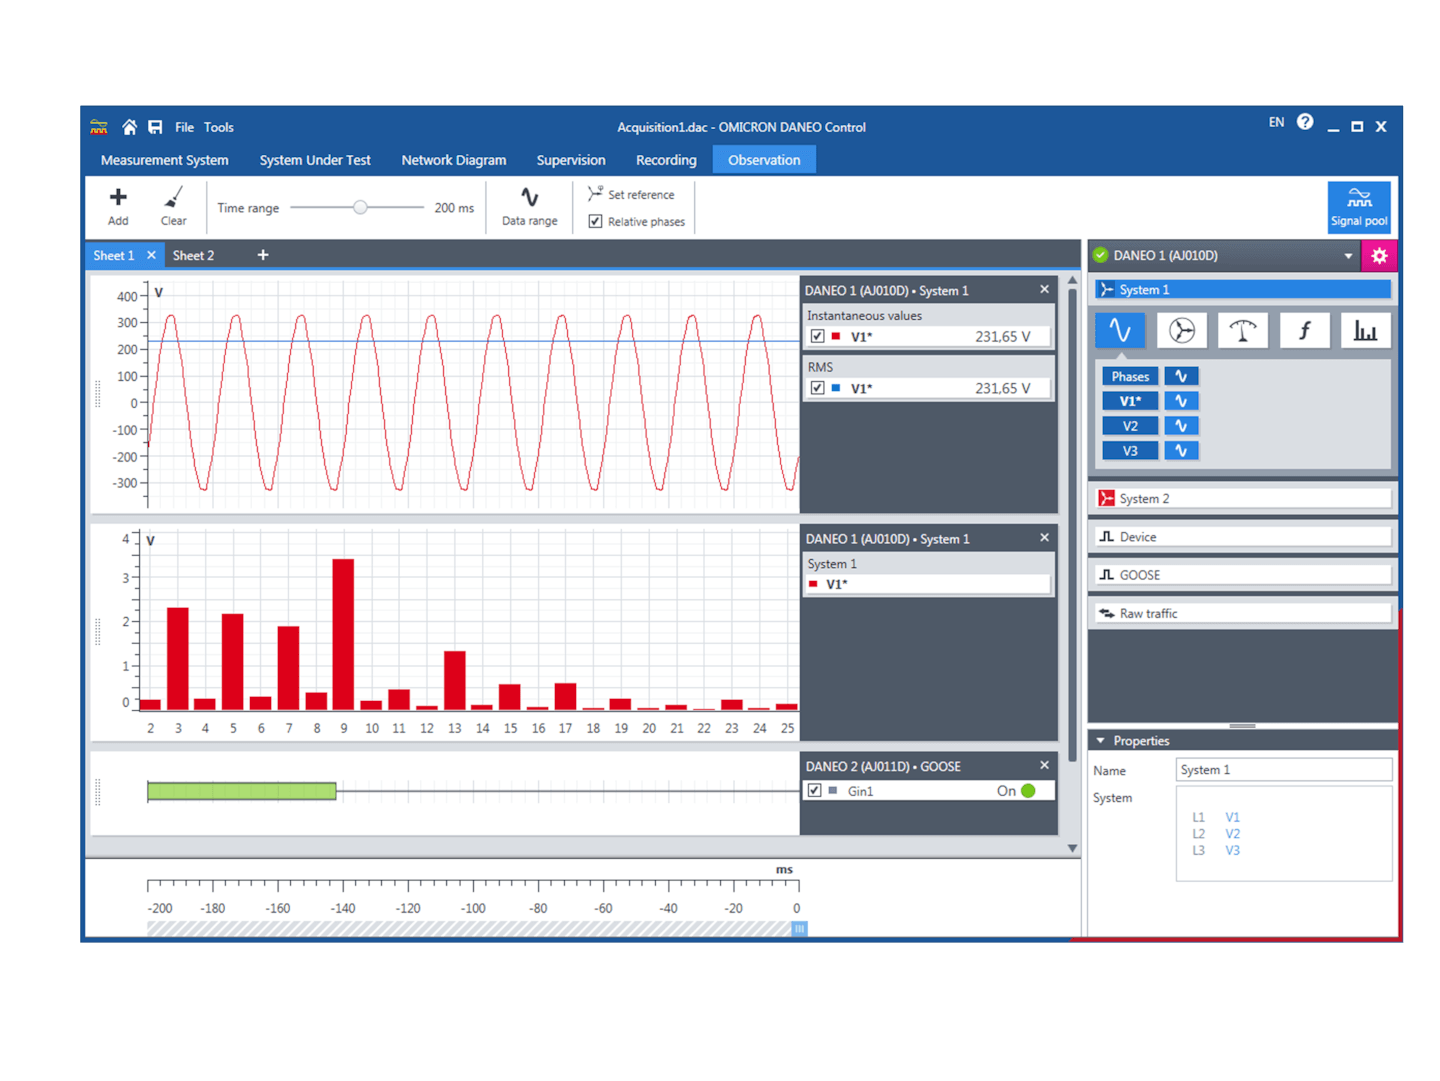 File Tools
Acquisition1.dac - OMICRON DANEO Control
EN ?
Measurement System System Under Test Network Diagram Supervision Recording Observation
Add
Clear
Time range 200 ms
Data range
Set reference
Relative phases
Signal pool
Sheet 1 Sheet 2
V
400
300
200
100
0
-100
-200
-300
DANEO 1 (AJ010D) • System 1
Instantaneous values
V1* 231,65 V
RMS
V1* 231,65 V
V
4
3
2
1
0
2 3 4 5 6 7 8 9 10 11 12 13 14 15 16 17 18 19 20 21 22 23 24 25
DANEO 1 (AJ010D) • System 1
System 1
V1*
DANEO 2 (AJ011D) • GOOSE
Gin1 On
ms
-200 -180 -160 -140 -120 -100 -80 -60 -40 -20 0
DANEO 1 (AJ010D)
System 1
f
Phases
V1*
V2
V3
System 2
Device
GOOSE
Raw traffic
Properties
Name System 1
System
L1 V1
L2 V2
L3 V3